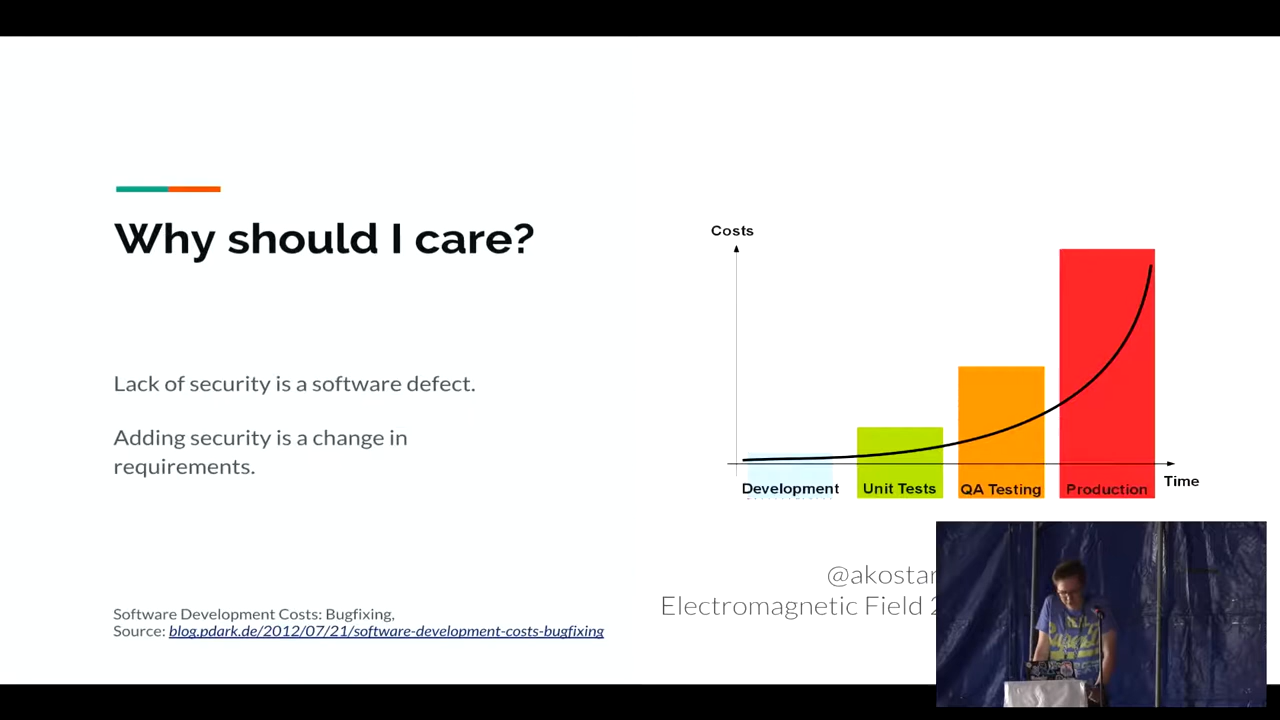 Why should I care?
Lack of security is a software defect.
Adding security is a change in
requirements.
Software Development Costs: Bugfixing,
Source: blog.pdark.de/2012/07/21/software-development-costs-bugfixing
Costs
Development
Unit Tests
QA Testing
Production
Time
Electromagnetic Field